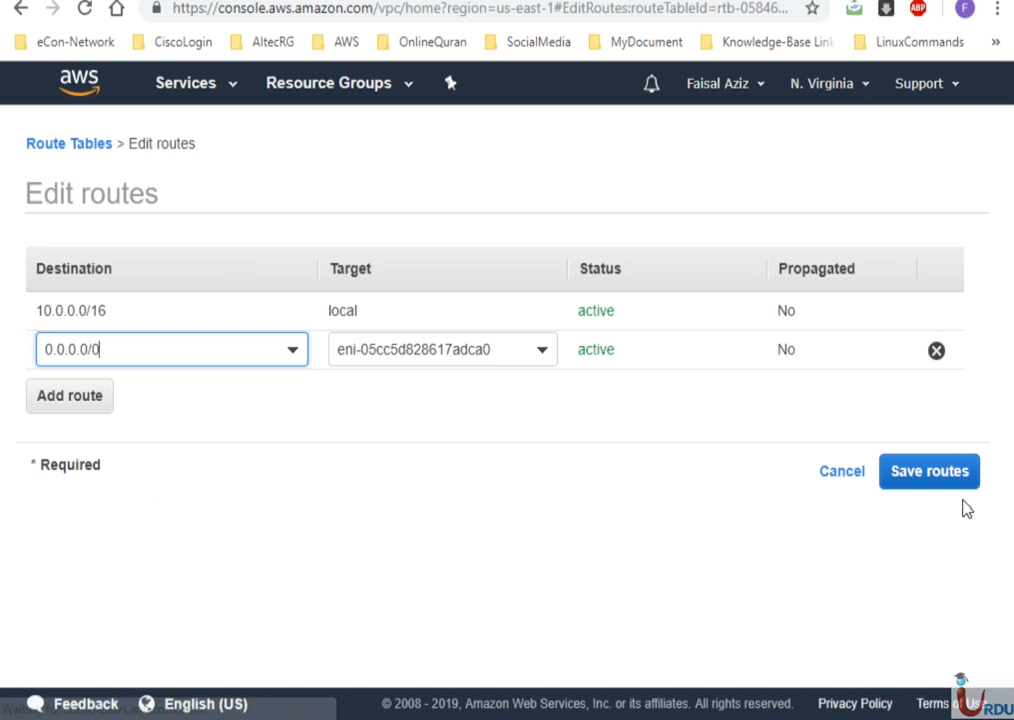 https://console.aws.amazon.com/vpc/home?region=us-east-1#EditRoutes:routeTableId=rtb-05846...
ABP
F
eCon-Network CiscoLogin AltecRG AWS OnlineQuran SocialMedia MyDocument Knowledge-Base Link LinuxCommands »
aws Services Resource Groups Faisal Aziz N. Virginia Support
Route Tables > Edit routes
Edit routes
Destination Target Status Propagated
10.0.0.0/16 local active No
0.0.0.0/0 eni-05cc5d828617adca0 active No
Add route
* Required
Cancel Save routes
Feedback English (US) © 2008 - 2019, Amazon Web Services, Inc. or its affiliates. All rights reserved. Privacy Policy Terms of Us
URDU